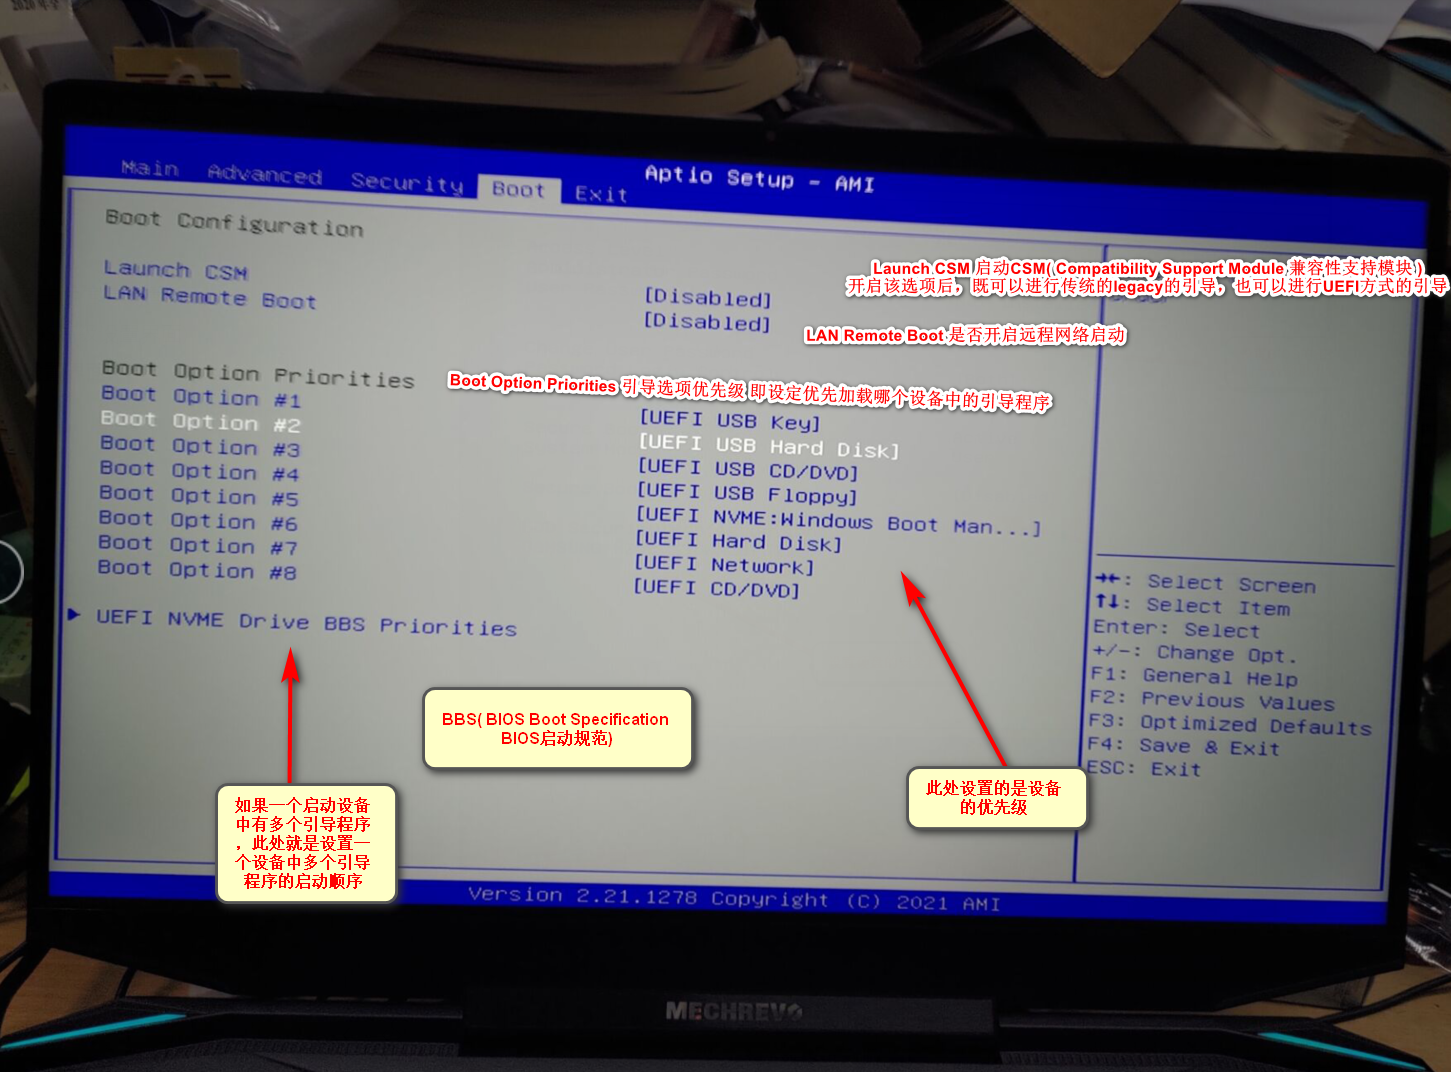 Aptio Setup - AMI
Main Advanced Security Boot Exit
Boot Configuration
Launch CSM [Disabled]
LAN Remote Boot [Disabled]
Launch CSM 启动CSM( Compatibility Support Module 兼容性支持模块 )
开启该选项后，既可以进行传统的legacy的引导，也可以进行UEFI方式的引导
LAN Remote Boot 是否开启远程网络启动
Boot Option Priorities
Boot Option Priorities 引导选项优先级 即设定优先加载哪个设备中的引导程序
Boot Option #1 [UEFI USB Key]
Boot Option #2 [UEFI USB Hard Disk]
Boot Option #3 [UEFI USB CD/DVD]
Boot Option #4 [UEFI USB Floppy]
Boot Option #5 [UEFI NVME:Windows Boot Man...]
Boot Option #6 [UEFI Hard Disk]
Boot Option #7 [UEFI Network]
Boot Option #8 [UEFI CD/DVD]
UEFI NVME Drive BBS Priorities
→←: Select Screen
↑↓: Select Item
Enter: Select
+/-: Change Opt.
F1: General Help
F2: Previous Values
F3: Optimized Defaults
F4: Save & Exit
ESC: Exit
BBS( BIOS Boot Specification
BIOS启动规范)
此处设置的是设备
的优先级
如果一个启动设备
中有多个引导程序
，此处就是设置一
个设备中多个引导
程序的启动顺序
Version 2.21.1278 Copyright (C) 2021 AMI
MECHREVO